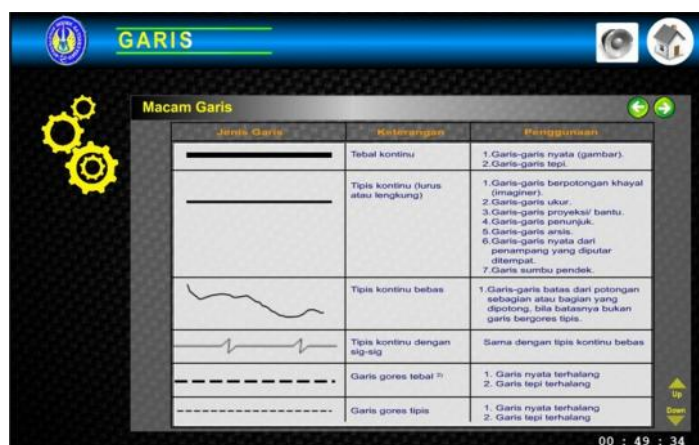 GARIS
Macam Garis
Jenis Garis
Keterangan
Penggunaan
Tebal kontinu
1.Garis-garis nyata (gambar).
2.Garis-garis tepi.
Tipis kontinu (lurus
atau lengkung)
1.Garis-garis berpotongan khayal
(imaginer).
2.Garis-garis ukur.
3.Garis-garis proyeksi/ bantu.
4.Garis-garis penunjuk.
5.Garis-garis arsis.
6.Garis-garis nyata dari
penampang yang diputar
ditempat.
7.Garis sumbu pendek.
Tipis kontinu bebas
1.Garis-garis batas dari potongan
sebagian atau bagian yang
dipotong, bila batasnya bukan
garis bergores tipis.
Tipis kontinu dengan
sig-sig
Sama dengan tipis kontinu bebas
Garis gores tebal
1. Garis nyata terhalang
2. Garis tepi terhalang
Garis gores tipis
1. Garis nyata terhalang
2. Garis tepi terhalang
Up
Down
00 : 49 : 34